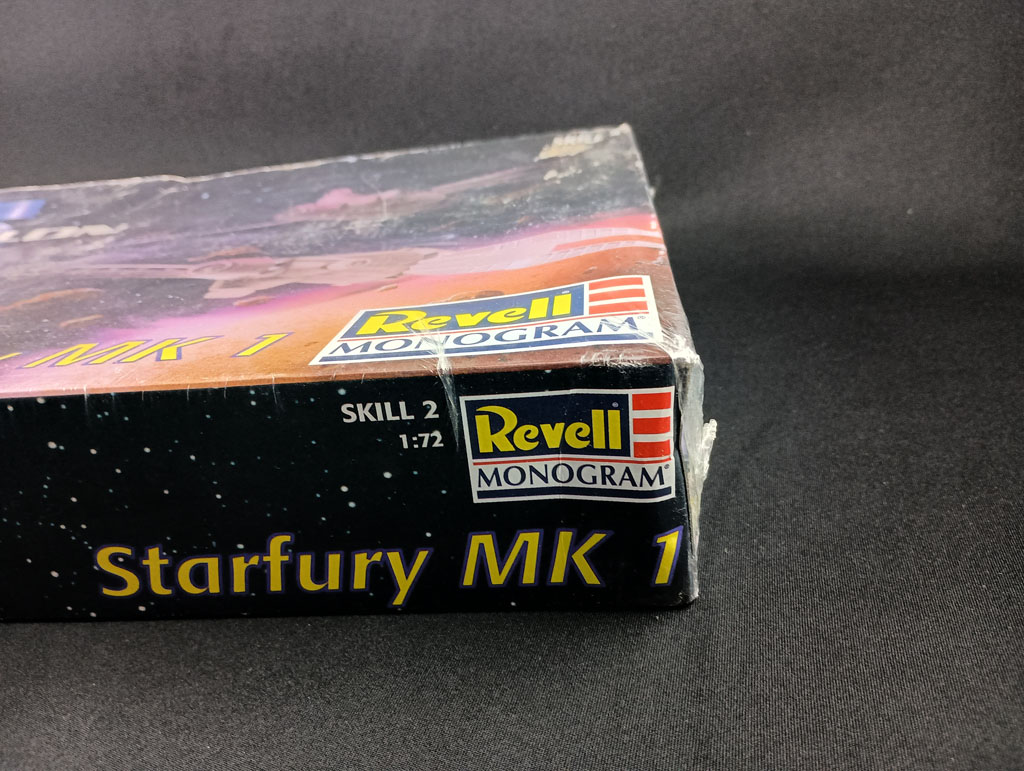 MK 1
Revell
MONOGRAM
SKILL 2
1:72
Revell
MONOGRAM®
Starfury MK 1